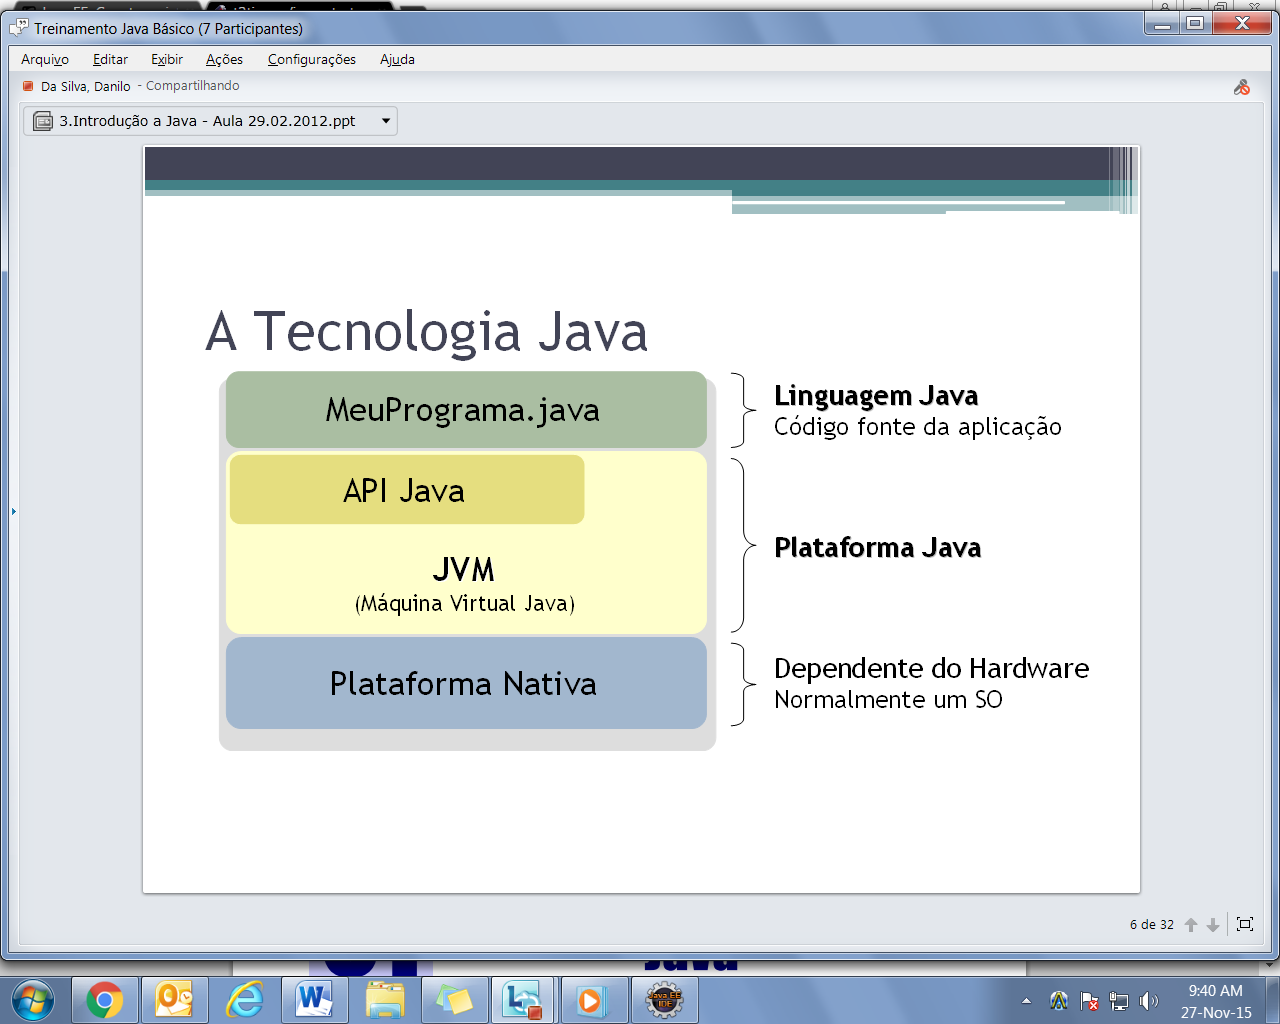 Treinamento Java Básico (7 Participantes)
Arquivo Editar Exibir Ações Configurações Ajuda
Da Silva, Danilo - Compartilhando
3.Introdução a Java - Aula 29.02.2012.ppt
A Tecnologia Java
MeuPrograma.java
Linguagem Java
Código fonte da aplicação
API Java
JVM
(Máquina Virtual Java)
Plataforma Java
Plataforma Nativa
Dependente do Hardware
Normalmente um SO
6 de 32
Java EE
IDE
9:40 AM
27-Nov-15